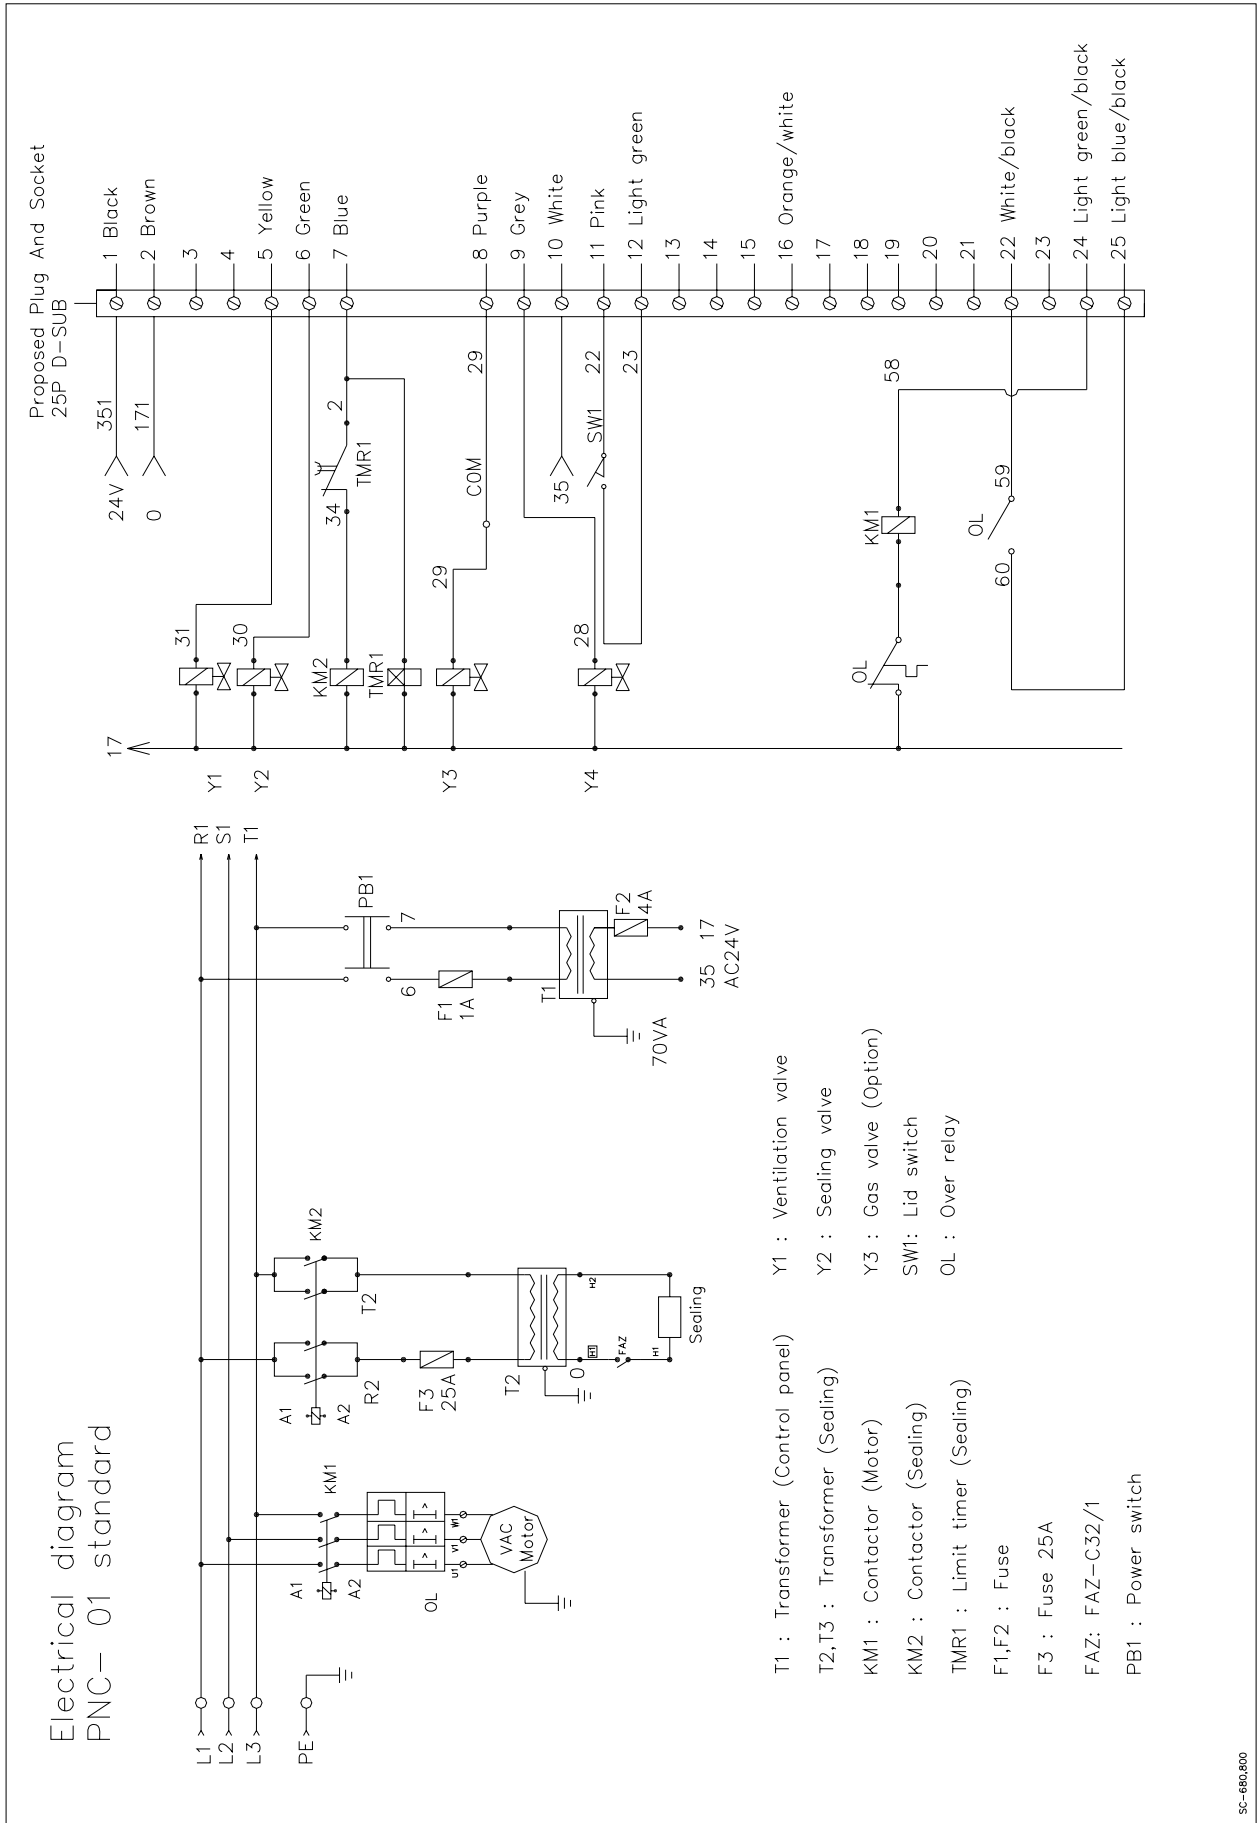 Electrical diagram
PNC- 01 standard
L1
L2
L3
PE
R1
S1
T1
A1
A2
KM1
OL
U1
V1
W1
VAC
Motor
A1
A2
KM2
R2
T2
F3
25A
T2
0
H1
FAZ
H1
H2
Sealing
PB1
6
7
F1
1A
T1
F2
4A
70VA
35 17
AC24V
T1 : Transformer (Control panel)
T2,T3 : Transformer (Sealing)
KM1 : Contactor (Motor)
KM2 : Contactor (Sealing)
TMR1 : Limit timer (Sealing)
F1,F2 : Fuse
F3 : Fuse 25A
FAZ: FAZ-C32/1
PB1 : Power switch
Y1 : Ventilation valve
Y2 : Sealing valve
Y3 : Gas valve (Option)
SW1: Lid switch
OL : Over relay
17
Y1
Y2
Y3
Y4
31
30
KM2
TMR1
34
TMR1
2
29
COM
29
28
35
SW1
22
23
24V
351
0
171
OL
KM1
58
OL
60
59
Proposed Plug And Socket
25P D-SUB
1 Black
2 Brown
3
4
5 Yellow
6 Green
7 Blue
8 Purple
9 Grey
10 White
11 Pink
12 Light green
13
14
15
16 Orange/white
17
18
19
20
21
22 White/black
23
24 Light green/black
25 Light blue/black
SC-680,800